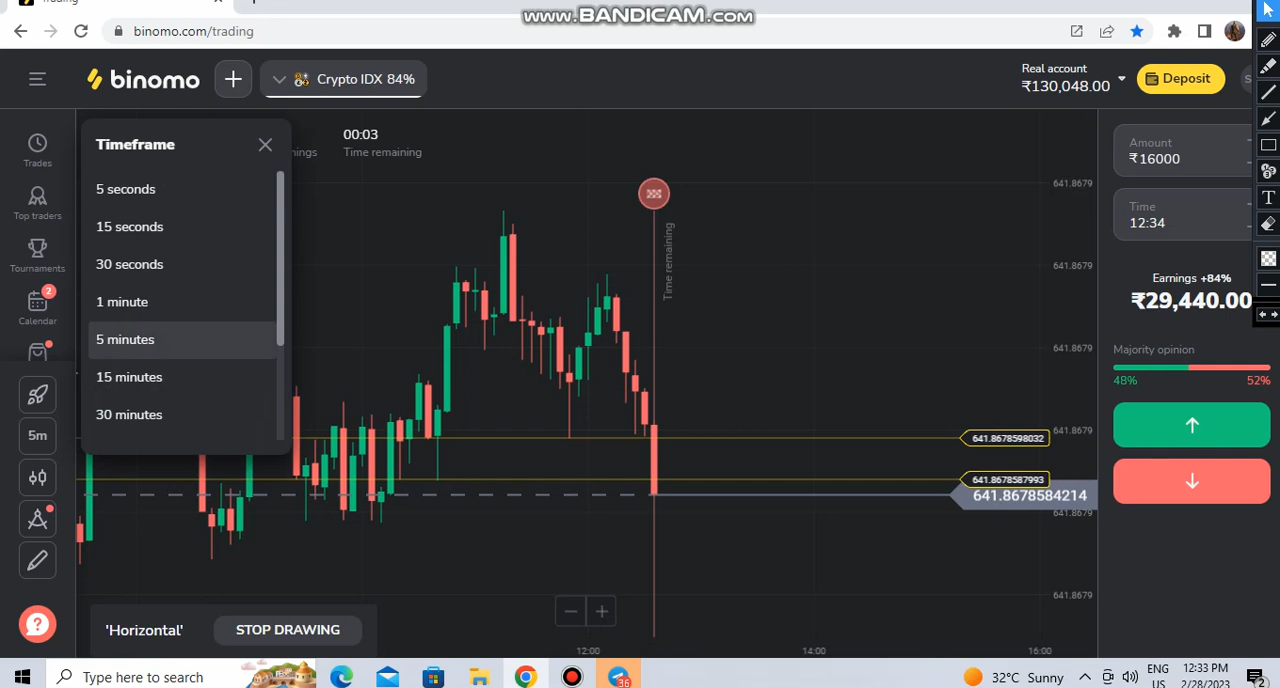 Trading
www.BANDICAM.com
binomo.com/trading
binomo
Crypto IDX 84%
Real account
₹130,048.00
Deposit
Trades
Top traders
Tournaments
2
Calendar
5m
Timeframe
5 seconds
15 seconds
30 seconds
1 minute
5 minutes
15 minutes
30 minutes
00:03
Time remaining
Time remaining
641.8679
641.8679
641.8679
641.8679
641.8678598032
641.8678587993
641.8678584214
641.8679
641.8679
12:00
14:00
16:00
'Horizontal'
STOP DRAWING
Amount
₹16000
Time
12:34
Earnings +84%
₹29,440.00
Majority opinion
48%
52%
T
Type here to search
36
32°C Sunny
ENG
US
12:33 PM
2/28/2023
2